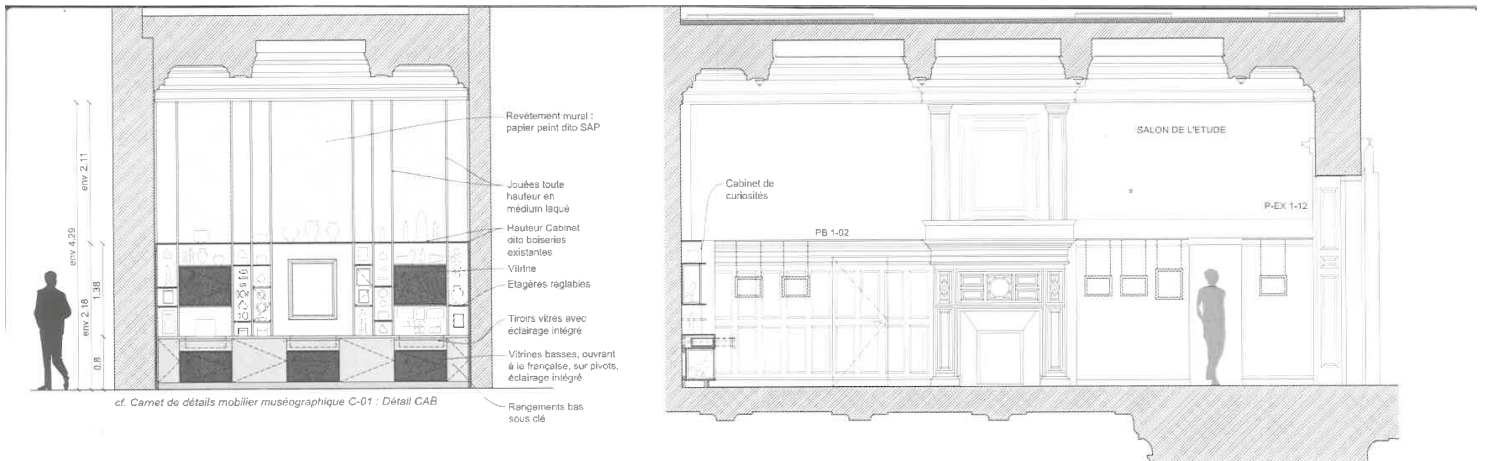 Revêtement mural :
papier peint dito SAP
Jouées toute
hauteur en
médium laqué
Hauteur Cabinet
dito boiseries
existantes
Vitrine
Etagères réglables
Tiroirs vitrés avec
éclairage intégré
Vitrines basses, ouvrant
à la française, sur pivots,
éclairage intégré
Rangements bas
sous clé
env 2.11
env 4.29
1.38
env 2.18
0.8
cf. Carnet de détails mobilier muséographique C-01 : Détail CAB
SALON DE L'ETUDE
Cabinet de
curiosités
P-EX 1-12
PB 1-02